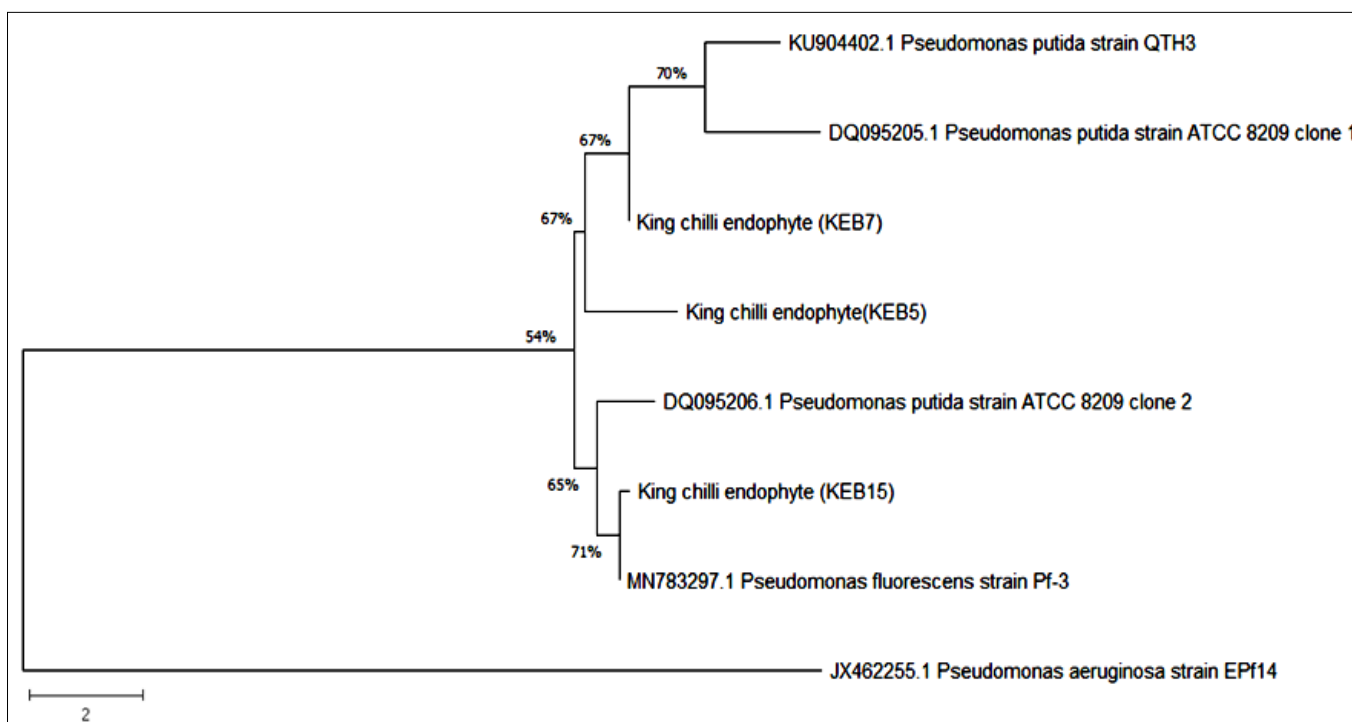 KU904402.1 Pseudomonas putida strain QTH3
70%
DQ095205.1 Pseudomonas putida strain ATCC 8209 clone 1
67%
King chilli endophyte (KEB7)
67%
King chilli endophyte(KEB5)
54%
DQ095206.1 Pseudomonas putida strain ATCC 8209 clone 2
65%
King chilli endophyte (KEB15)
71%
MN783297.1 Pseudomonas fluorescens strain Pf-3
JX462255.1 Pseudomonas aeruginosa strain EPf14
2